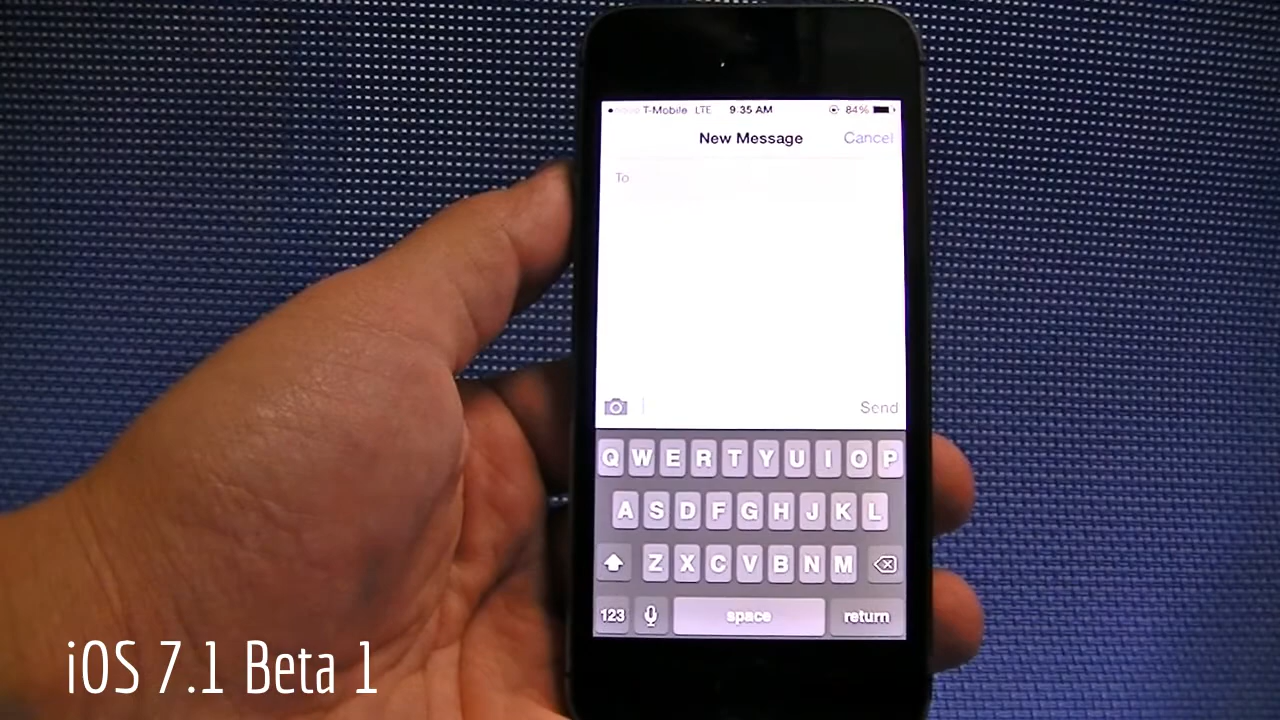 T-Mobile LTE 9:35 AM 84%
New Message Cancel
To
Send
Q W E R T Y U I O P
A S D F G H J K L
Z X C V B N M
123 space return
iOS 7.1 Beta 1